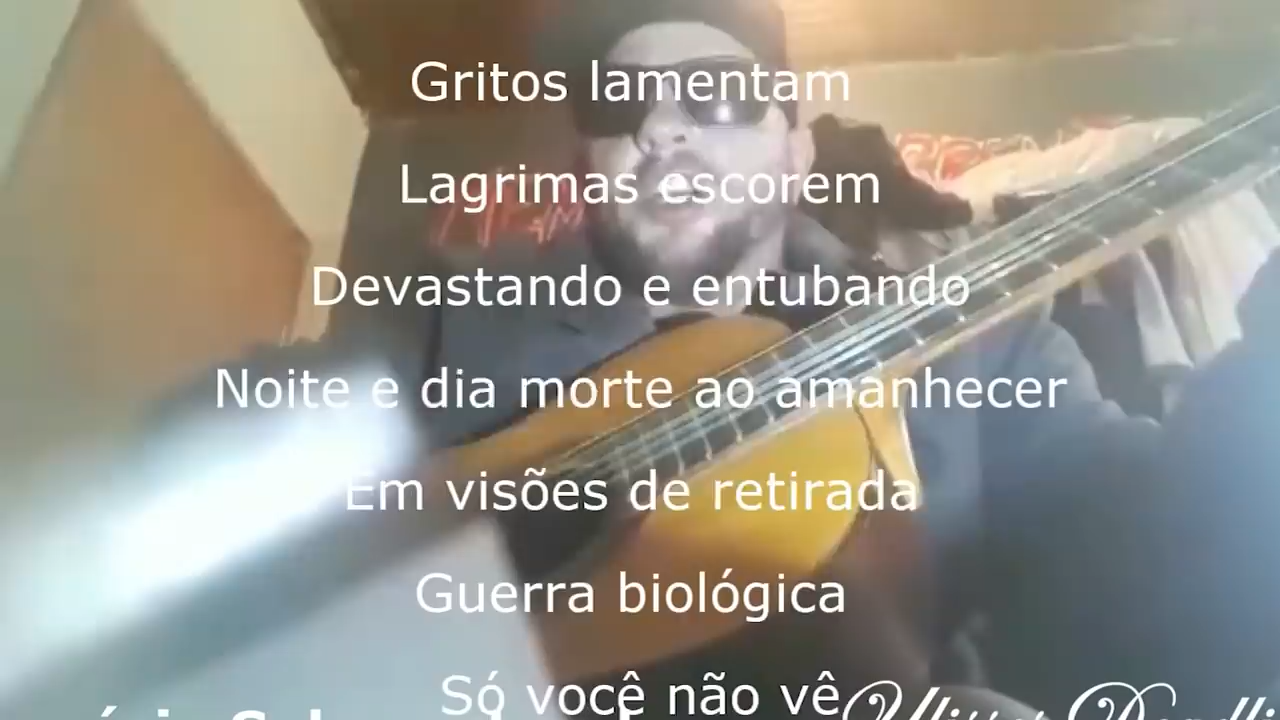 Gritos lamentam
Lagrimas escorem
Devastando e entubando
Noite e dia morte ao amanhecer
Em visões de retirada
Guerra biológica
Só você não vê